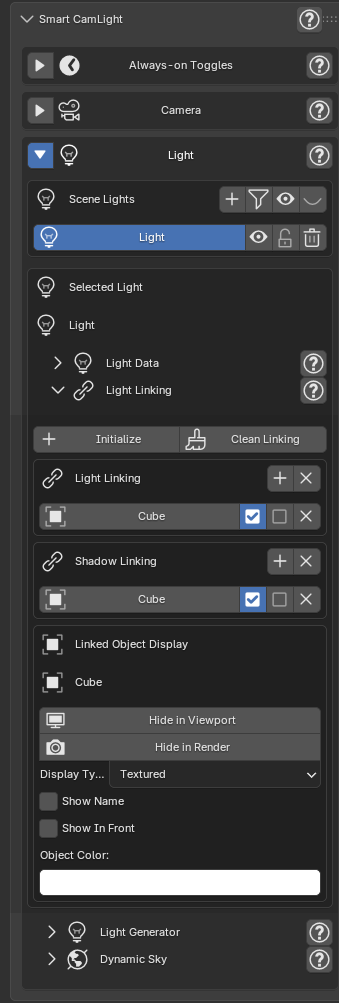 Smart CamLight
Always-on Toggles
Camera
Light
Scene Lights
Light
Selected Light
Light
Light Data
Light Linking
Initialize Clean Linking
Light Linking
Cube
Shadow Linking
Cube
Linked Object Display
Cube
Hide in Viewport
Hide in Render
Display Ty... Textured
Show Name
Show In Front
Object Color:
Light Generator
Dynamic Sky